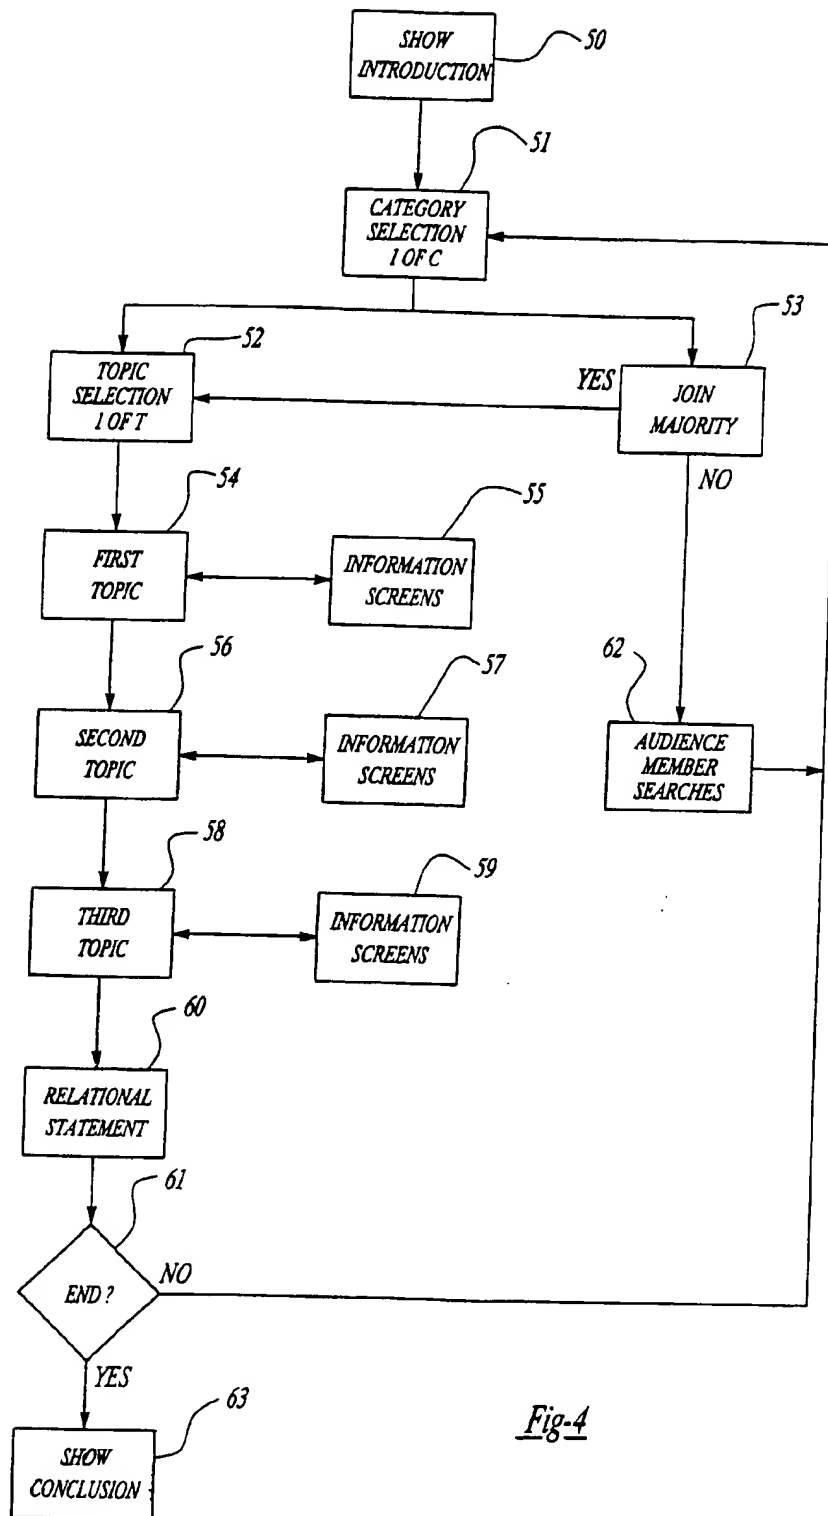 SHOW
INTRODUCTION
50
51
CATEGORY
SELECTION
1 OF C
52
TOPIC
SELECTION
1 OF T
53
YES
JOIN
MAJORITY
NO
54
FIRST
TOPIC
55
INFORMATION
SCREENS
56
SECOND
TOPIC
57
INFORMATION
SCREENS
62
AUDIENCE
MEMBER
SEARCHES
58
THIRD
TOPIC
59
INFORMATION
SCREENS
60
RELATIONAL
STATEMENT
61
END ?
NO
YES
63
SHOW
CONCLUSION
Fig-4